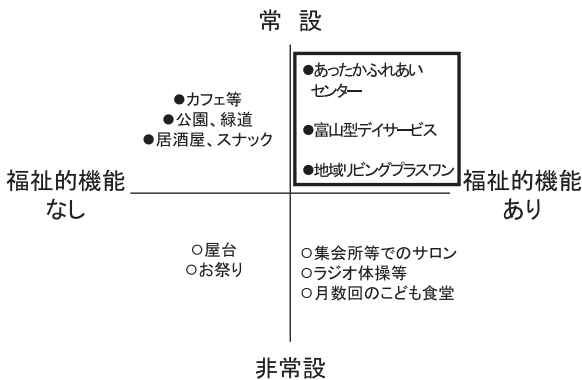 常 設
●あったかふれあい
センター
●富山型デイサービス
●地域リビングプラスワン
●カフェ等
●公園、緑道
●居酒屋、スナック
福祉的機能
なし
福祉的機能
あり
○屋台
○お祭り
○集会所等でのサロン
○ラジオ体操等
○月数回のこども食堂
非常設